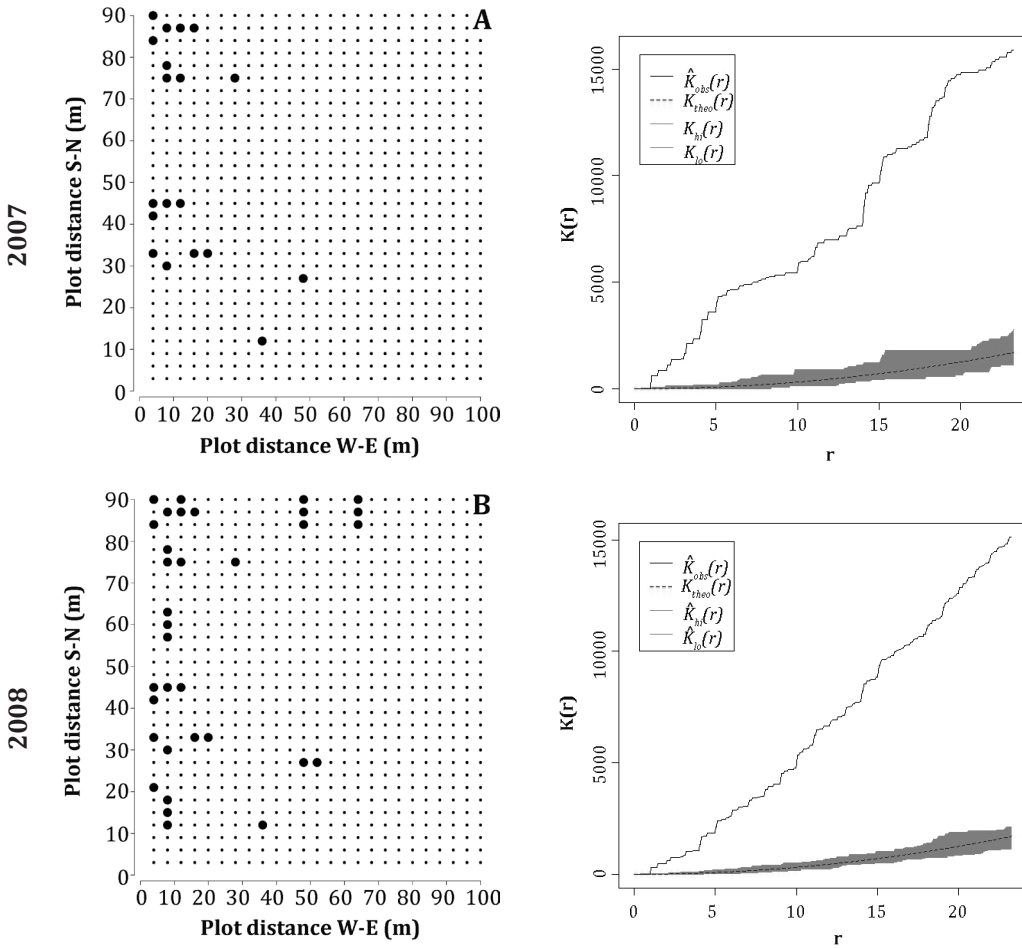 2007
A
Plot distance S-N (m)
90
80
70
60
50
40
30
20
10
0
0 10 20 30 40 50 60 70 80 90 100
Plot distance W-E (m)
K(r)
15000
10000
5000
0
K̂obs(r)
Ktheo(r)
Khi(r)
Klo(r)
0 5 10 15 20
r
2008
B
Plot distance S-N (m)
90
80
70
60
50
40
30
20
10
0
0 10 20 30 40 50 60 70 80 90 100
Plot distance W-E (m)
K(r)
15000
10000
5000
0
K̂obs(r)
Ktheo(r)
K̂hi(r)
K̂lo(r)
0 5 10 15 20
r